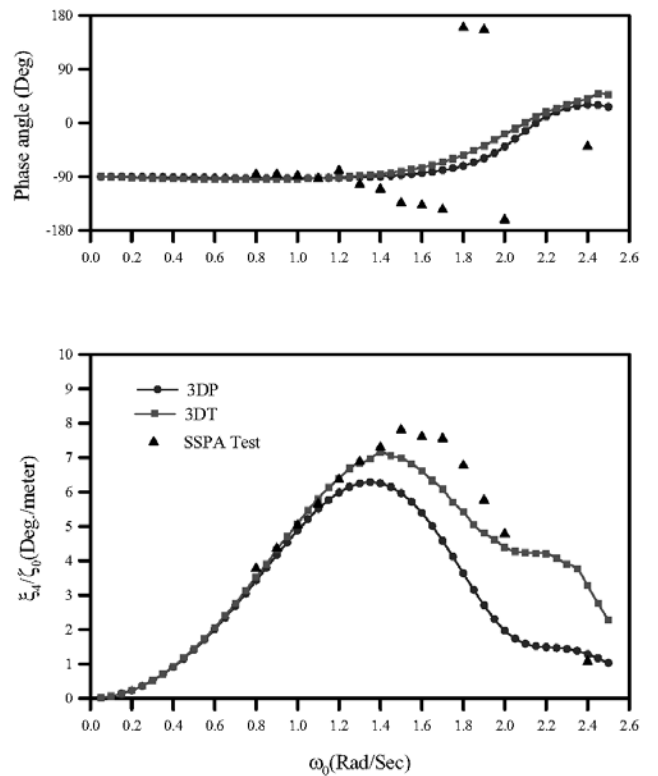 Phase angle (Deg)
180
90
0
-90
-180
0.0 0.2 0.4 0.6 0.8 1.0 1.2 1.4 1.6 1.8 2.0 2.2 2.4 2.6
ξ4/ζ0(Deg./meter)
10
9
8
7
6
5
4
3
2
1
0
3DP
3DT
SSPA Test
0.0 0.2 0.4 0.6 0.8 1.0 1.2 1.4 1.6 1.8 2.0 2.2 2.4 2.6
ω0(Rad/Sec)